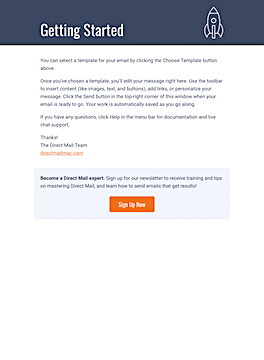 Getting Started
You can select a template for your email by clicking the Choose Template button
above.
Once you've chosen a template, you'll edit your message right here. Use the toolbar
to insert content (like images, text, and buttons), add links, or personalize your
message. Click the Send button in the top-right corner of this window when your
email is ready to go. Your work is automatically saved as you go along.
If you have any questions, click Help in the menu bar for documentation and live
chat support.
Thanks!
The Direct Mail Team
directmailmac.com
Become a Direct Mail expert. Sign up for our newsletter to receive training and tips
on mastering Direct Mail, and learn how to send emails that get results!
Sign Up Now